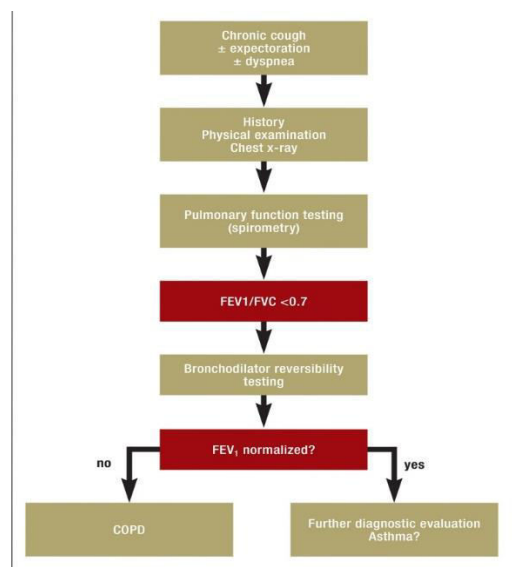 Chronic cough
± expectoration
± dyspnea
History
Physical examination
Chest x-ray
Pulmonary function testing
(spirometry)
FEV1/FVC <0.7
Bronchodilator reversibility
testing
FEV₁ normalized?
no
yes
COPD
Further diagnostic evaluation
Asthma?